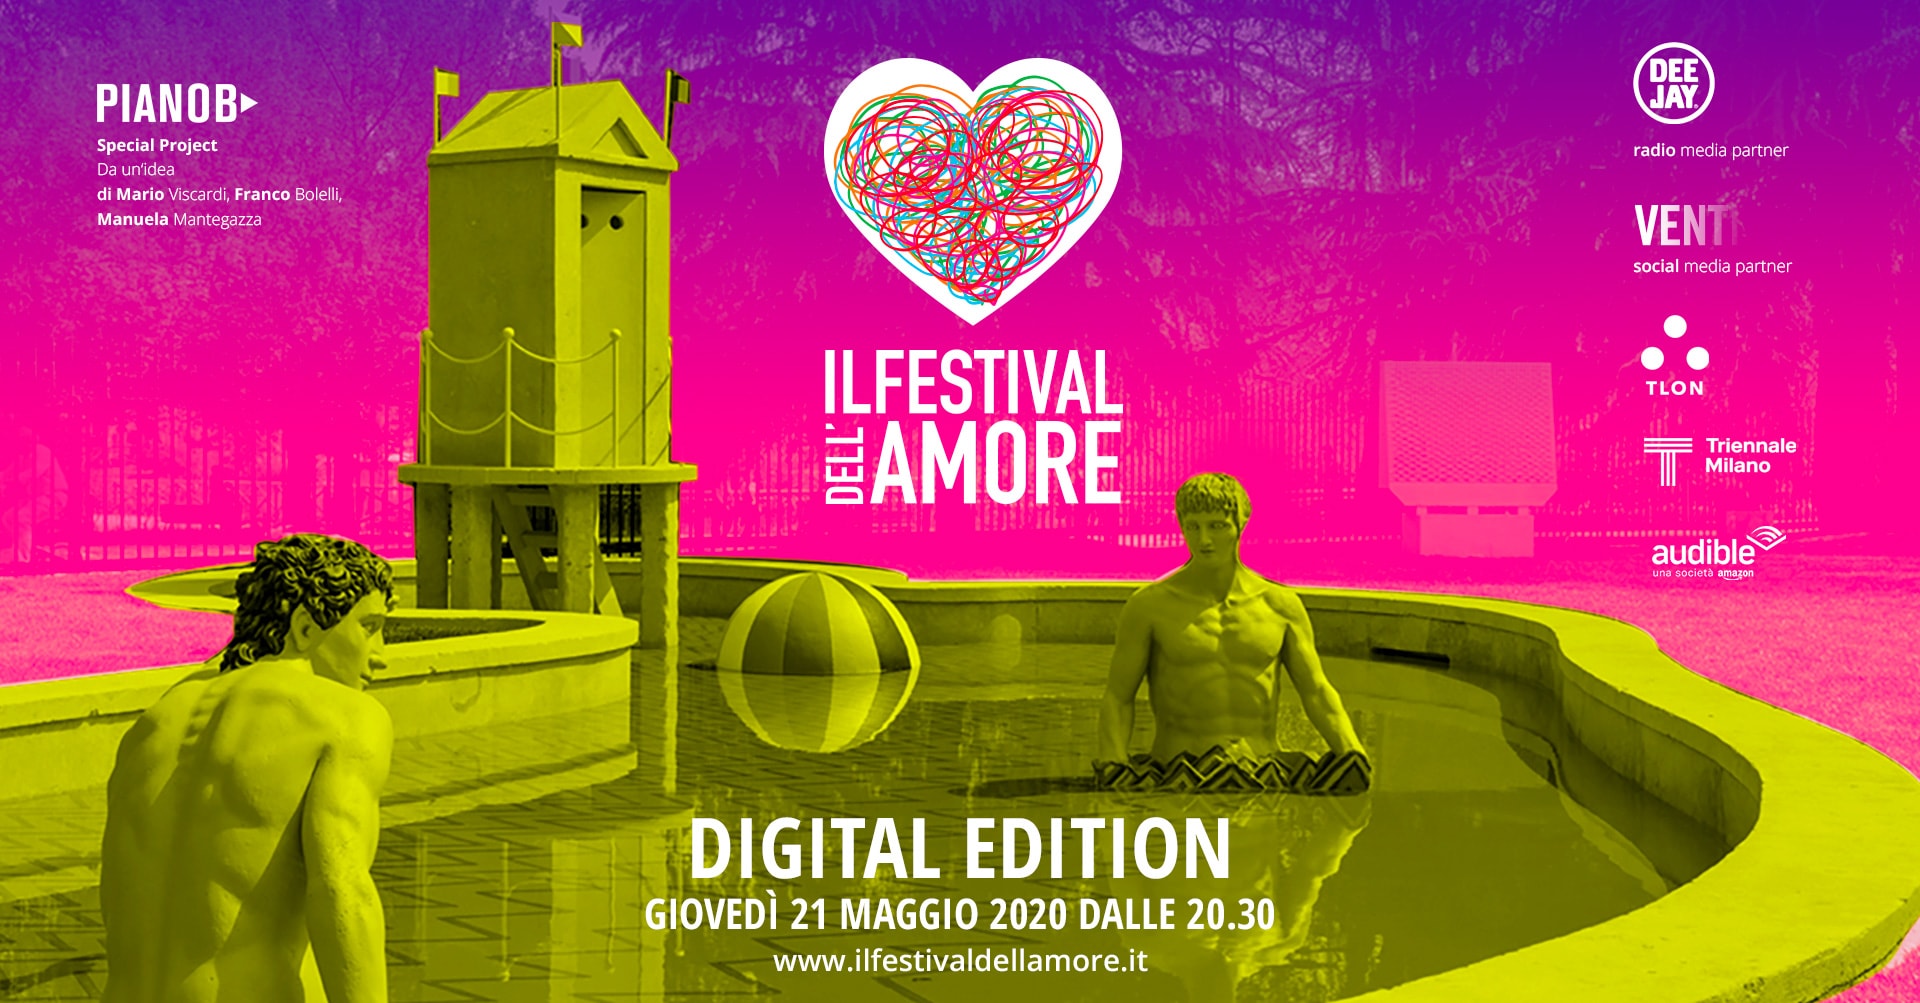 PIANOB
Special Project
Da un'idea
di Mario Viscardi, Franco Bolelli,
Manuela Mantegazza
IL FESTIVAL
DELL'AMORE
DEE
JAY
radio media partner
VENTI
social media partner
TLON
Triennale
Milano
audible
una società amazon
DIGITAL EDITION
GIOVEDÌ 21 MAGGIO 2020 DALLE 20.30
www.ilfestivaldellamore.it